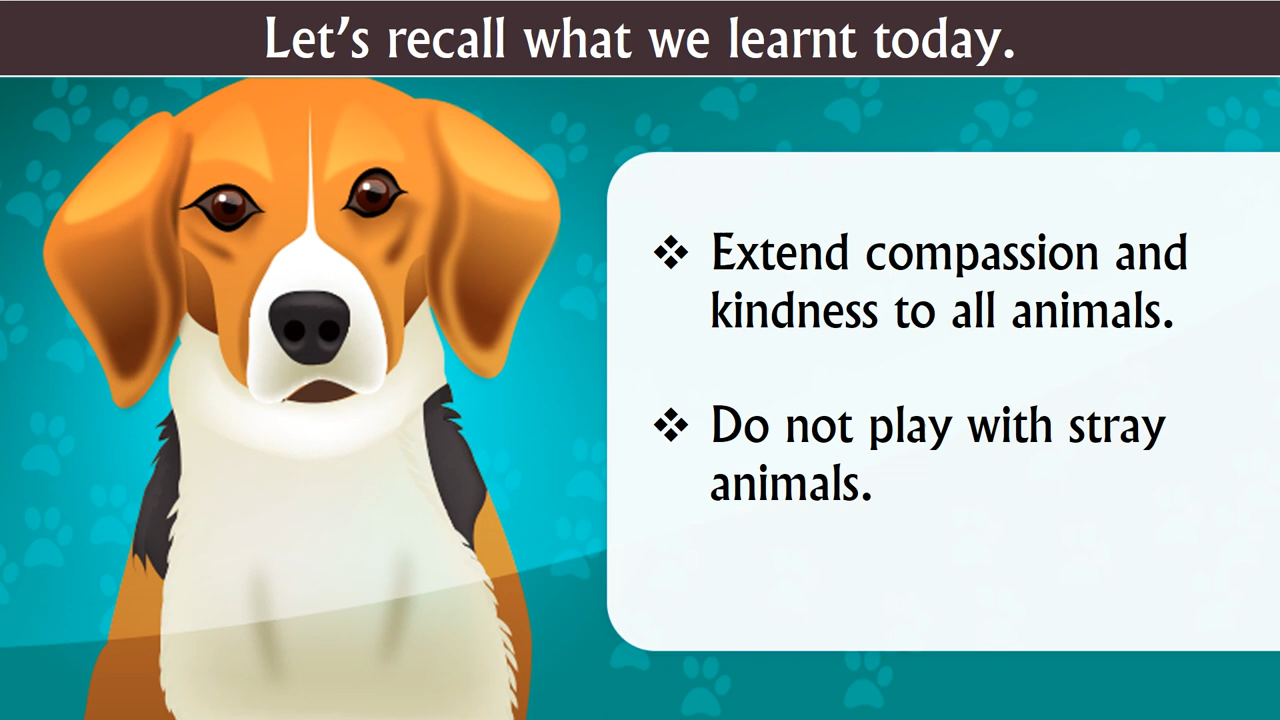 Let’s recall what we learnt today.
❖ Extend compassion and
kindness to all animals.
❖ Do not play with stray
animals.